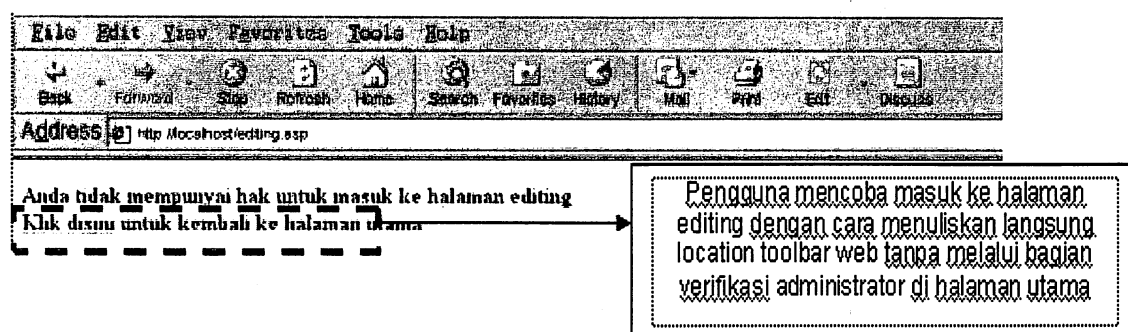 File Edit View Favorites Tools Help
Back Forward Stop Refresh Home Search Favorites History Mail Print Edit Discuss
Address http://localhost/editing.asp
Anda tidak mempunyai hak untuk masuk ke halaman editing
Klik disini untuk kembali ke halaman utama
Pengguna mencoba masuk ke halaman
editing dengan cara menuliskan langsung
location toolbar web tanpa melalui bagian
verifikasi administrator di halaman utama